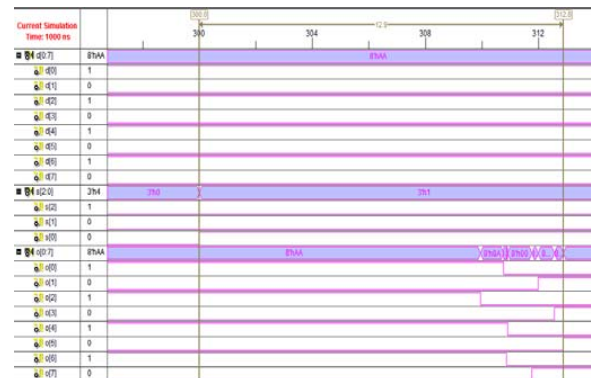 300.0 312.8
Current Simulation
Time: 1000 ns
12.8
300 304 308 312
d[0:7] 8'hAA 8'hAA
d[0] 1
d[1] 0
d[2] 1
d[3] 0
d[4] 1
d[5] 0
d[6] 1
d[7] 0
s[2:0] 3'h4 3'h0 3'h1
s[2] 1
s[1] 0
s[0] 0
o[0:7] 8'hAA 8'hAA
o[0] 1
o[1] 0
o[2] 1
o[3] 0
o[4] 1
o[5] 0
o[6] 1
o[7] 0